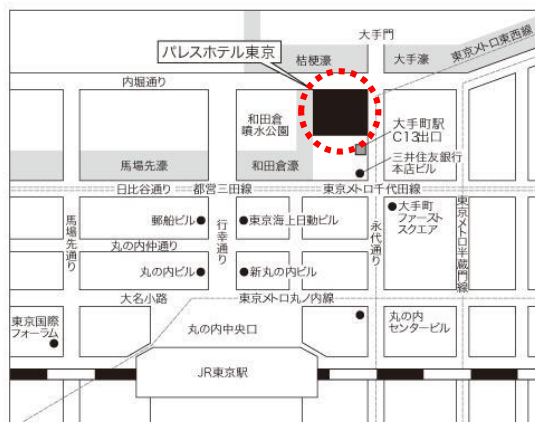 大手門
パレスホテル東京
桔梗濠
大手濠
東京メトロ東西線
内堀通り
和田倉
噴水公園
大手町駅
C13出口
三井住友銀行
本店ビル
馬場先濠
和田倉濠
日比谷通り
都営三田線
東京メトロ千代田線
馬場先通り
郵船ビル
行幸通り
東京海上日動ビル
永代通り
大手町
ファースト
スクエア
東京メトロ半蔵門線
丸の内仲通り
丸の内ビル
新丸の内ビル
大名小路
東京メトロ丸ノ内線
東京国際
フォーラム
丸の内中央口
丸の内
センタービル
JR東京駅